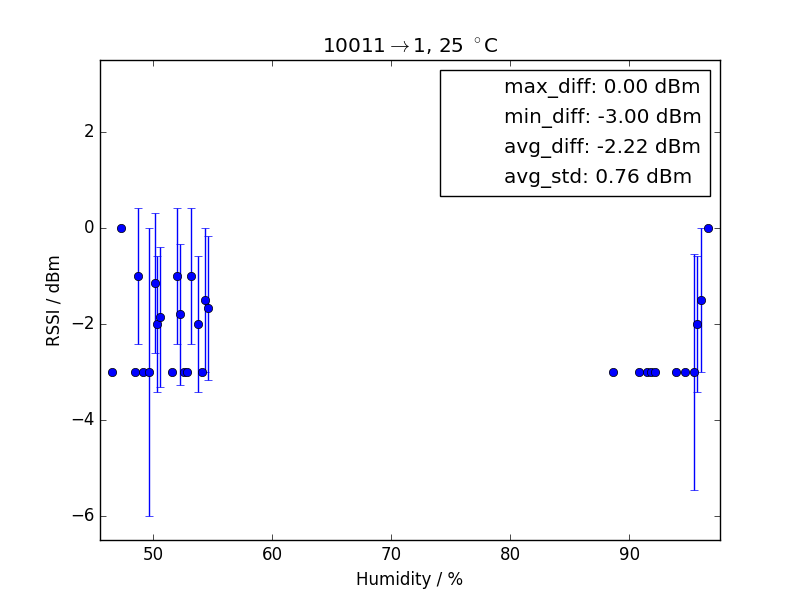 10011→1, 25 °C
max_diff: 0.00 dBm
min_diff: -3.00 dBm
avg_diff: -2.22 dBm
avg_std: 0.76 dBm
RSSI / dBm
2
0
−2
−4
−6
50 60 70 80 90
Humidity / %